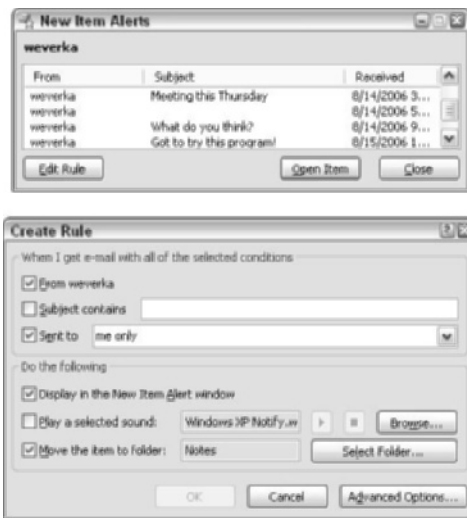 New Item Alerts
weverka
From Subject Received
weverka Meeting this Thursday 8/14/2006 3...
weverka 8/14/2006 5...
weverka What do you think? 8/14/2006 9...
weverka Got to try this program! 8/15/2006 1...
Edit Rule Open Item Close
Create Rule
When I get e-mail with all of the selected conditions
From weverka
Subject contains
Sent to me only
Do the following
Display in the New Item Alert window
Play a selected sound: Windows XP Notify.w Browse...
Move the item to folder: Notes Select Folder...
OK Cancel Advanced Options...